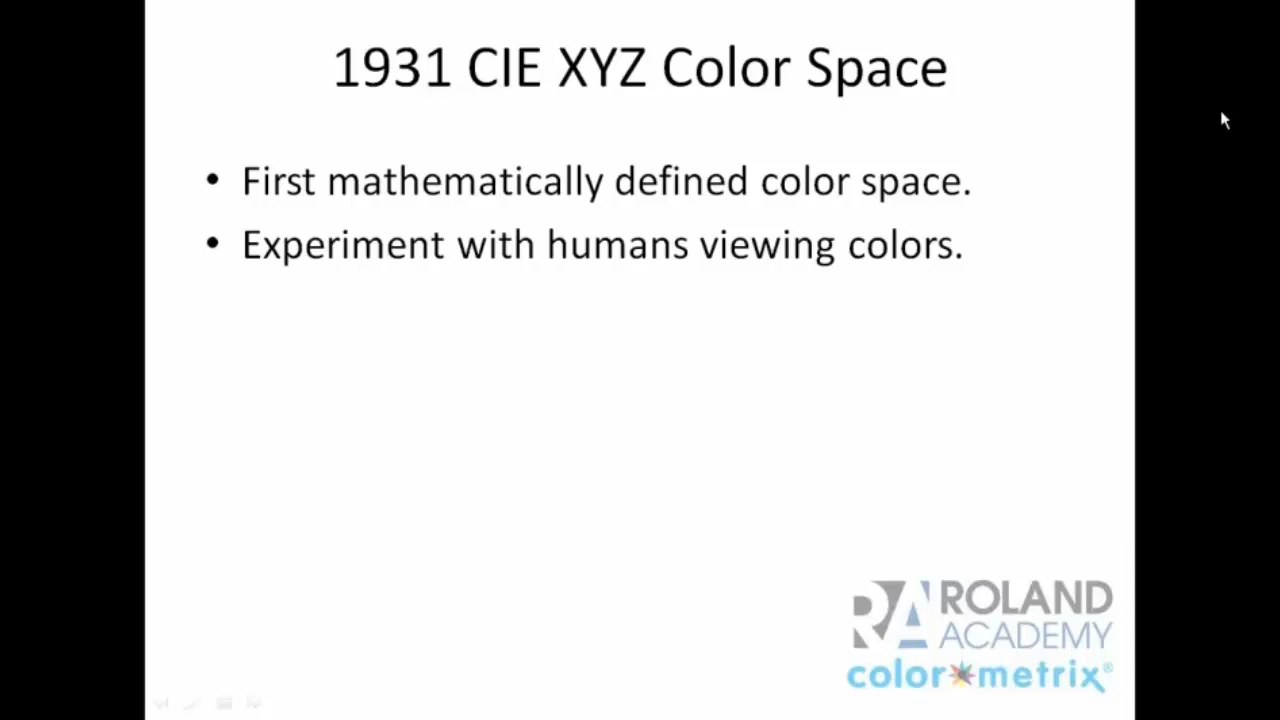 1931 CIE XYZ Color Space
• First mathematically defined color space.
• Experiment with humans viewing colors.
RA ROLAND
ACADEMY
color metrix®